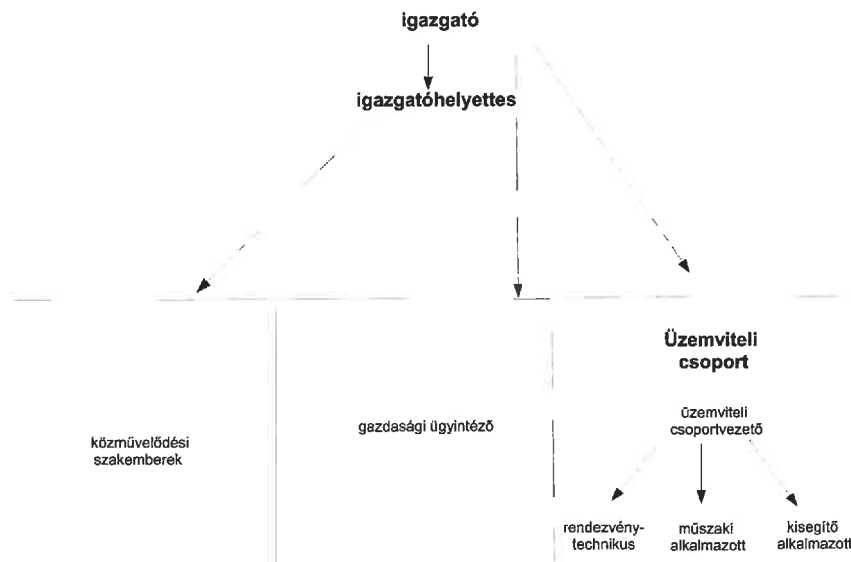 igazgató
igazgatóhelyettes
Üzemviteli
csoport
közművelődési
szakemberek
gazdasági ügyintéző
üzemviteli
csoportvezető
rendezvény-
technikus
műszaki
alkalmazott
kisegítő
alkalmazott